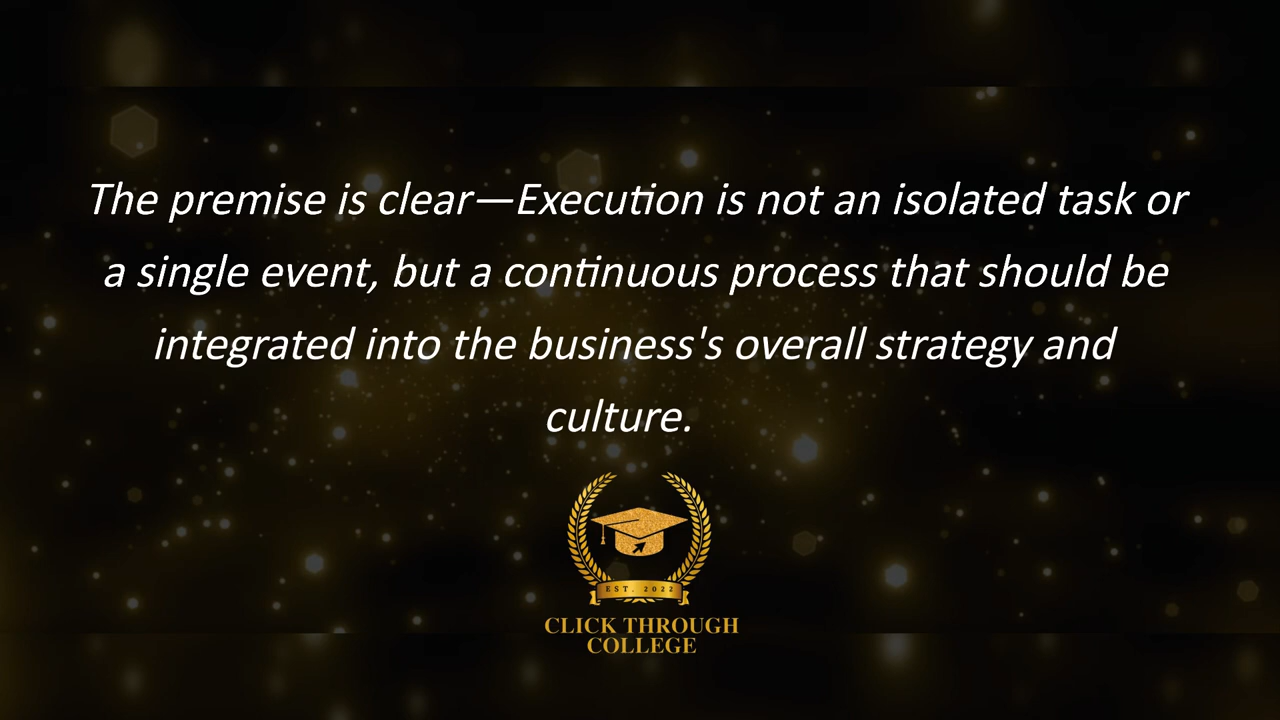 The premise is clear—Execution is not an isolated task or
a single event, but a continuous process that should be
integrated into the business's overall strategy and
culture.
EST. 2022
CLICK THROUGH
COLLEGE